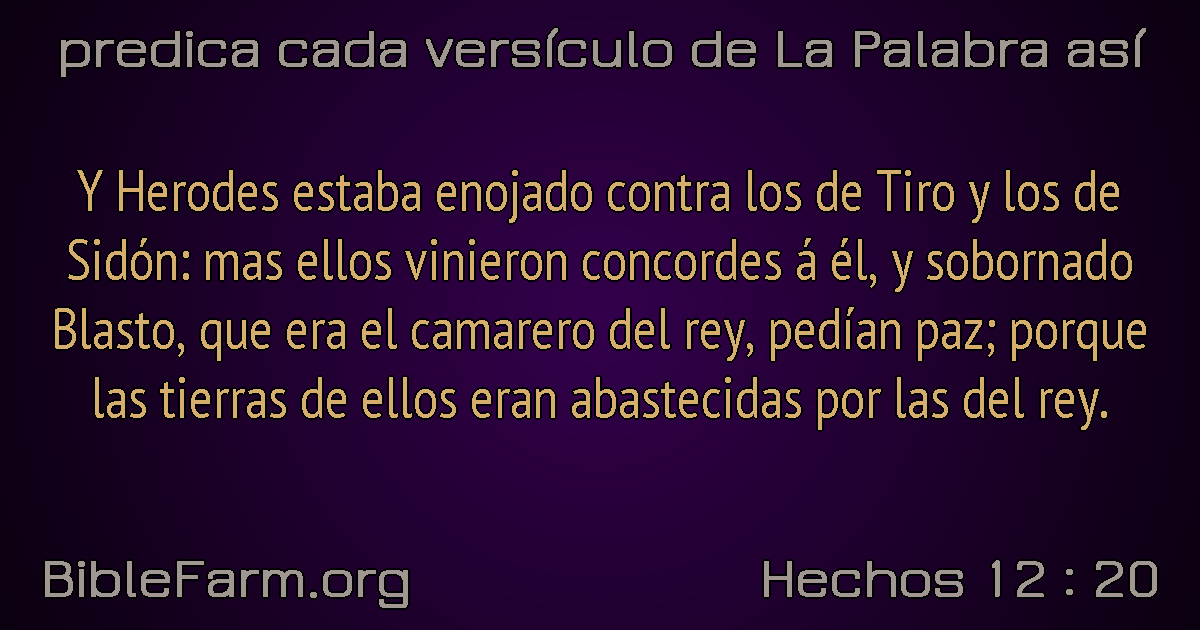 predica cada versículo de La Palabra así
Y Herodes estaba enojado contra los de Tiro y los de
Sidón: mas ellos vinieron concordes á él, y sobornado
Blasto, que era el camarero del rey, pedían paz; porque
las tierras de ellos eran abastecidas por las del rey.
BibleFarm.org
Hechos 12 : 20